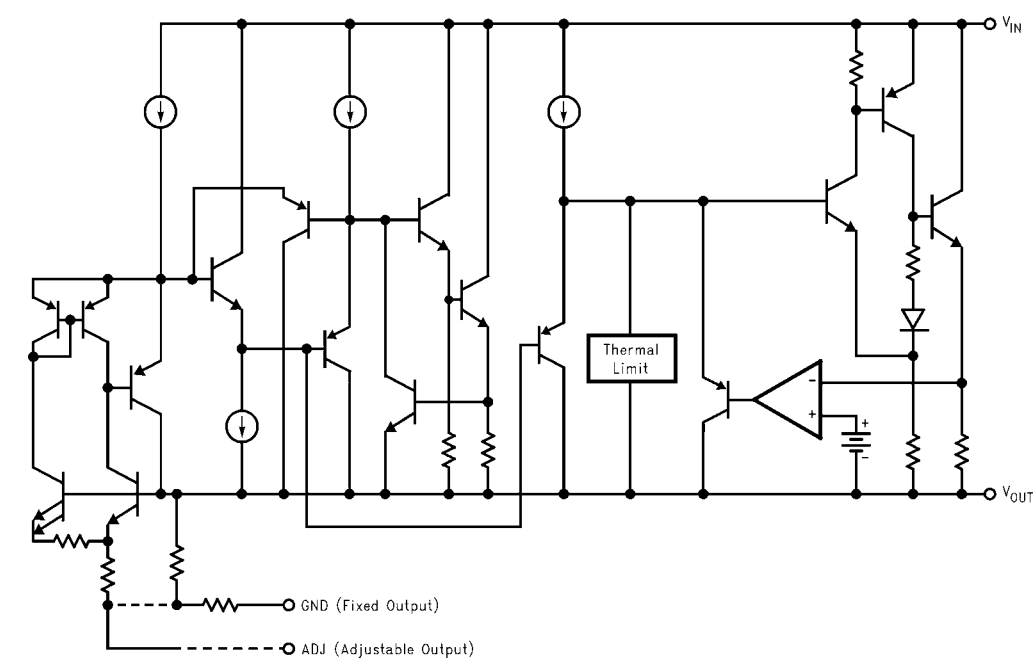 V_IN
Thermal
Limit
−
+
+
−
V_OUT
GND (Fixed Output)
ADJ (Adjustable Output)